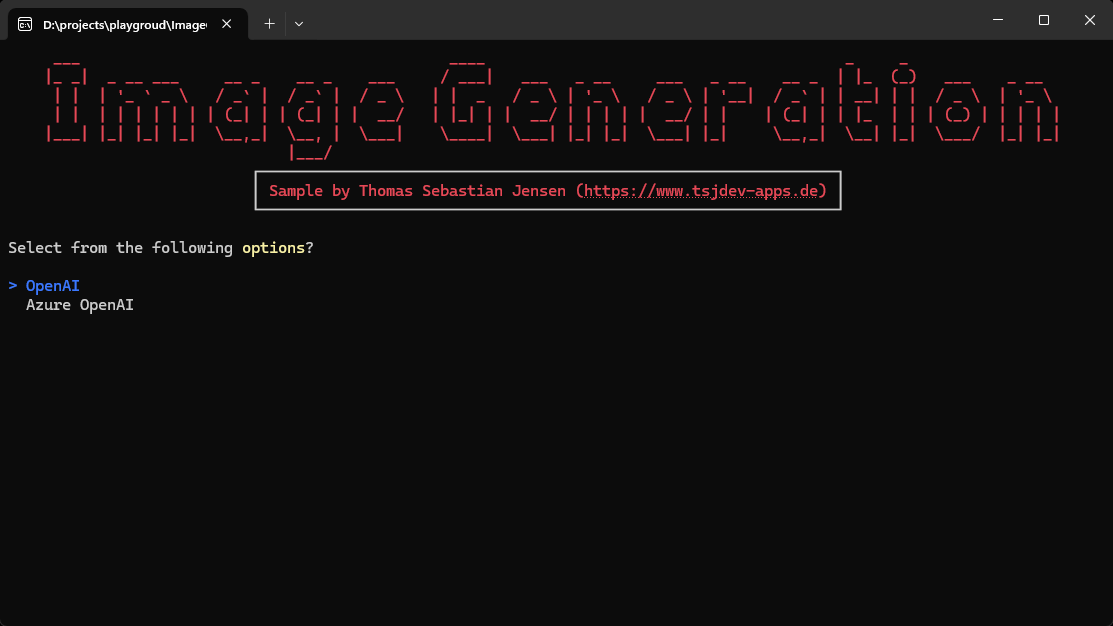 D:\projects\playgroud\Image
Image Generation
Sample by Thomas Sebastian Jensen (https://www.tsjdev-apps.de)
Select from the following options?
> OpenAI
Azure OpenAI